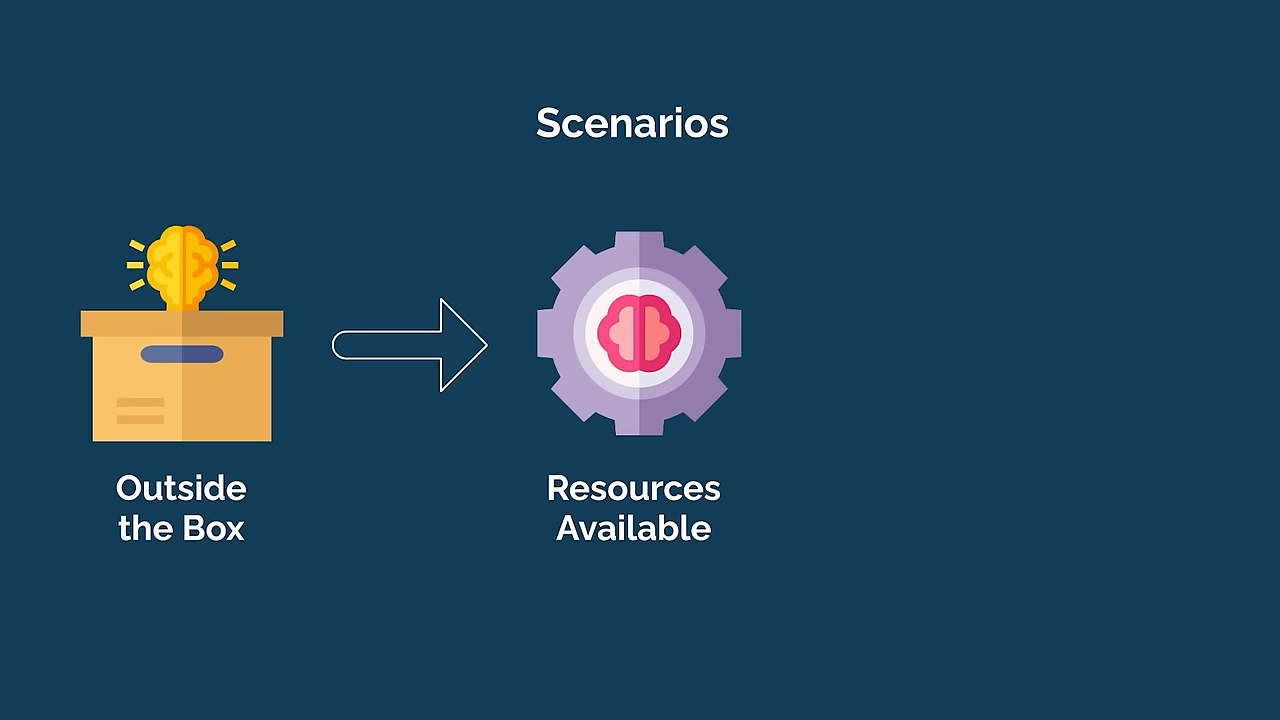 Scenarios
Outside
the Box
Resources
Available